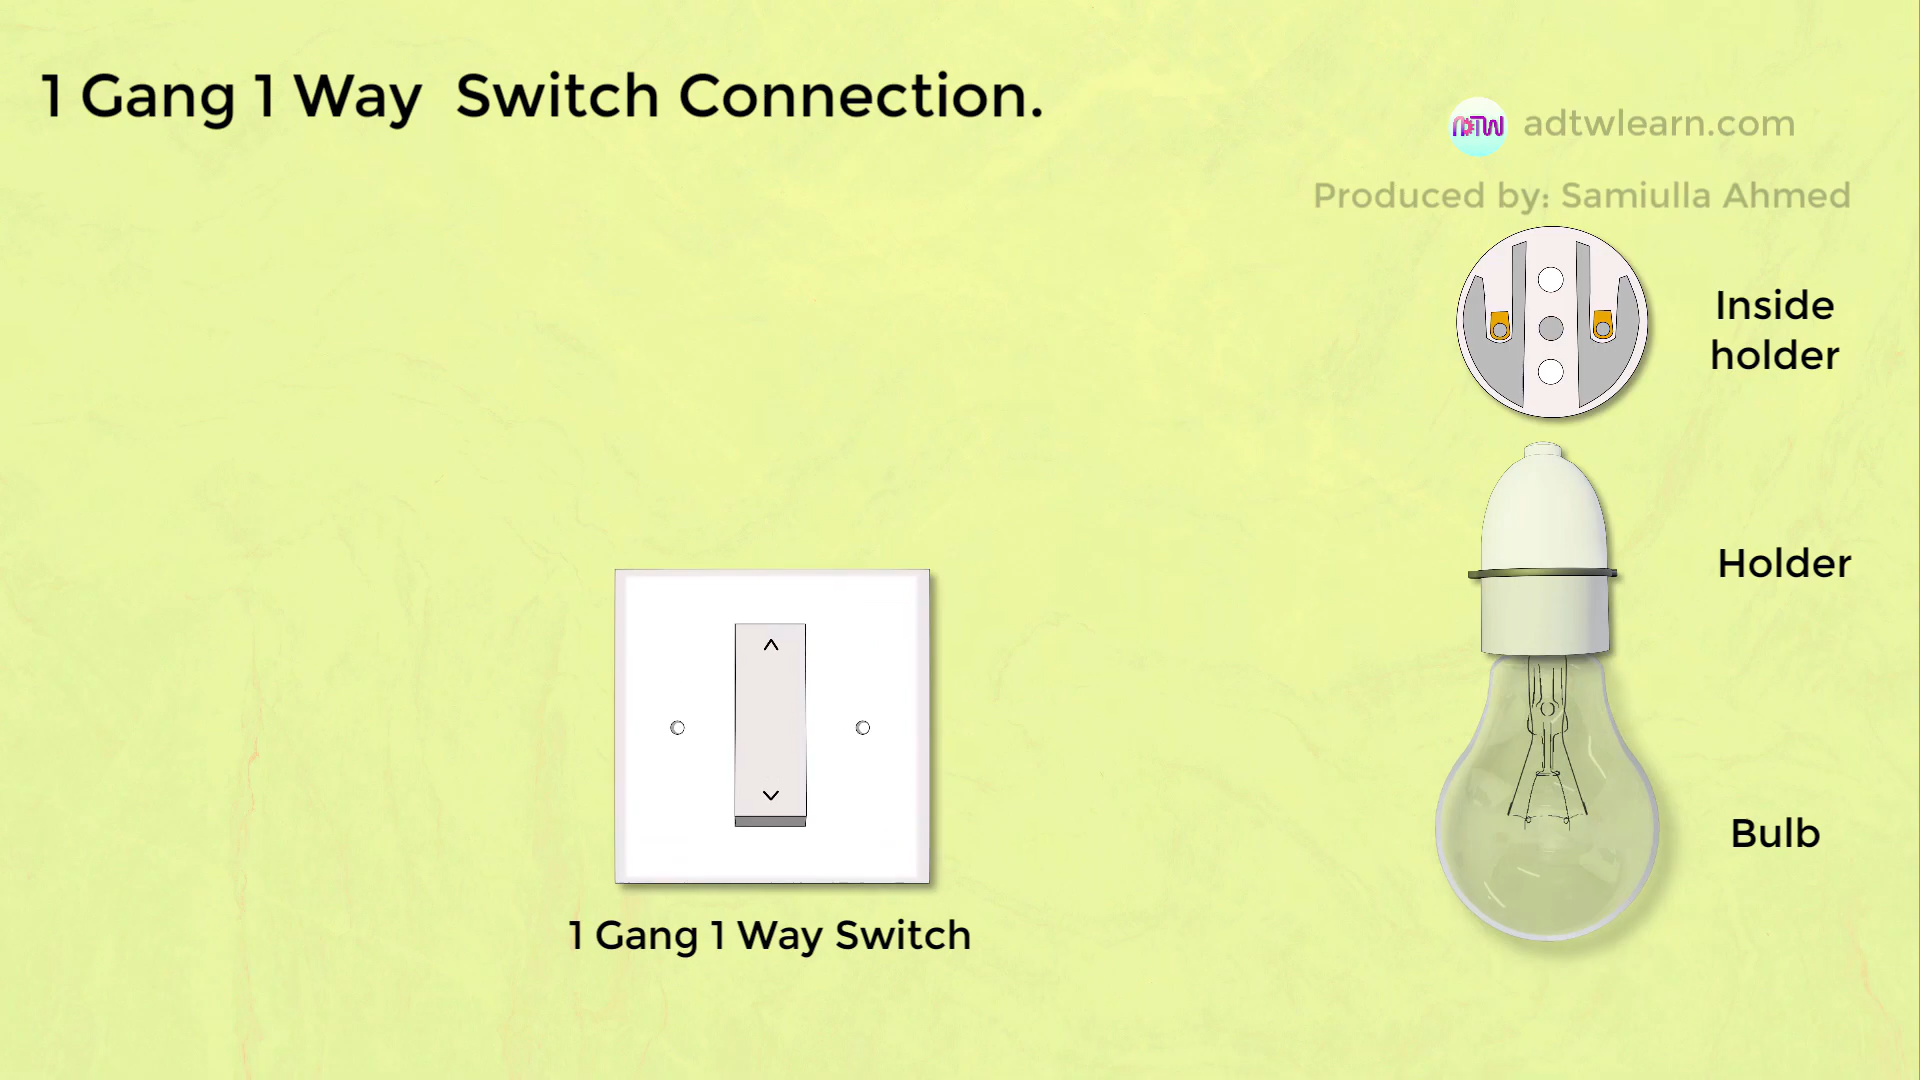 1 Gang 1 Way  Switch Connection.
ADTW adtwlearn.com
Produced by: Samiulla Ahmed
Inside
holder
Holder
Bulb
1 Gang 1 Way Switch